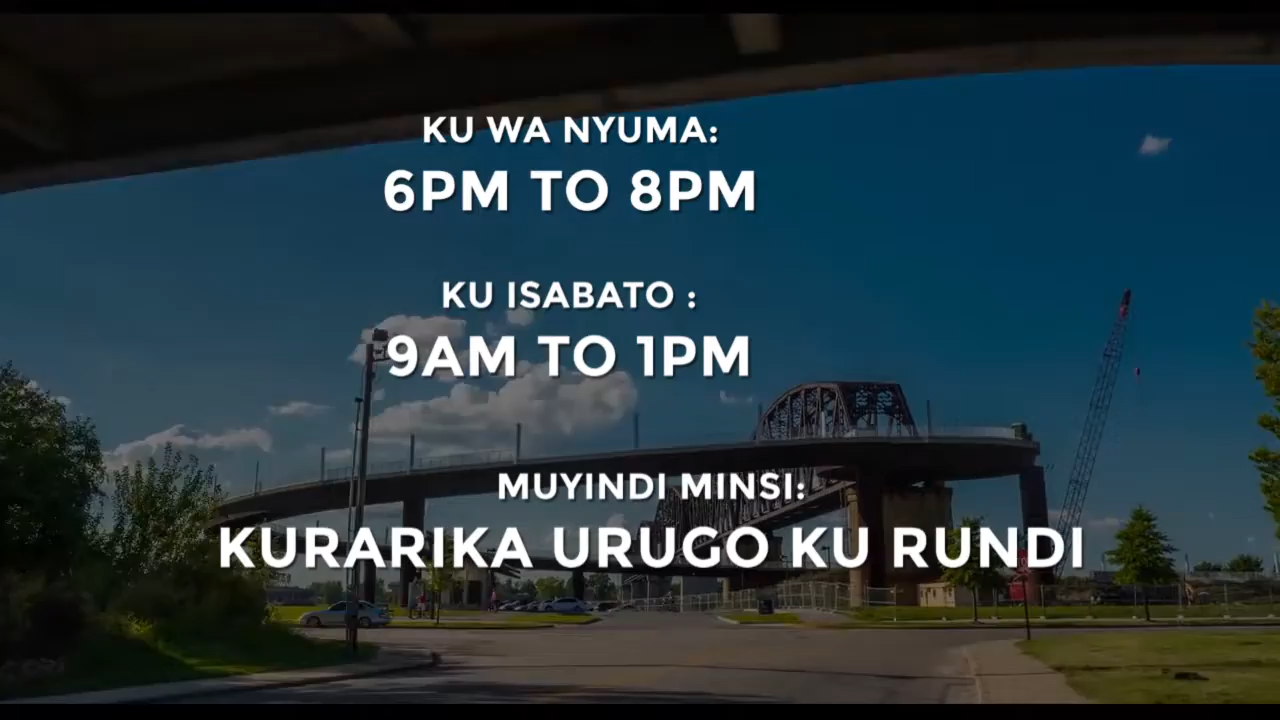 KU WA NYUMA:
6PM TO 8PM
KU ISABATO :
9AM TO 1PM
MUYINDI MINSI:
KURARIKA URUGO KU RUNDI